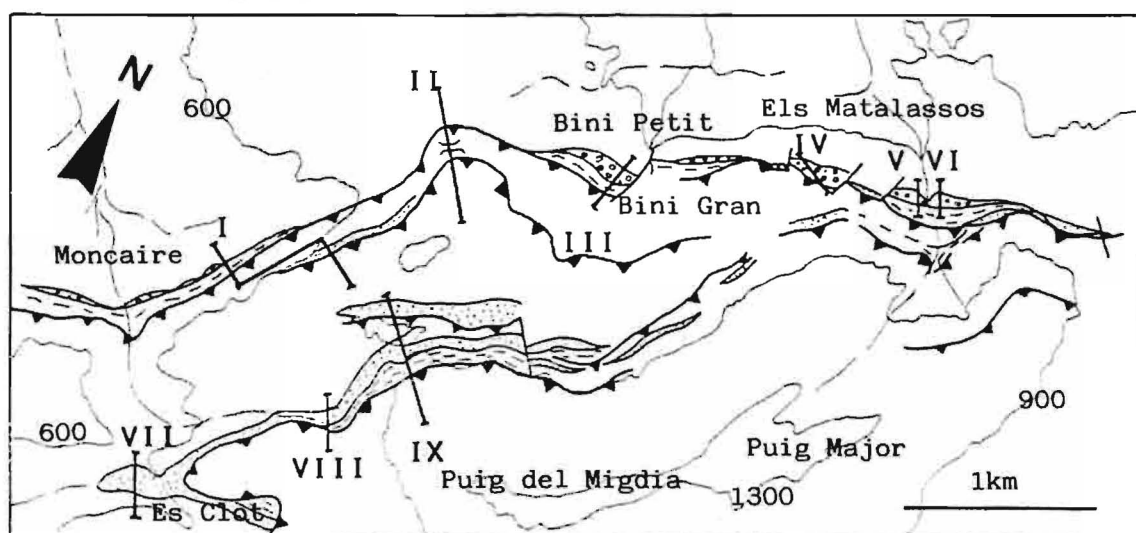 N
600
II
Els Matalassos
Bini Petit
IV
V VI
I
Bini Gran
Moncaire
III
900
600
VII
VIII
IX
Puig Major
Puig del Migdia
1300
1km
Es Clot